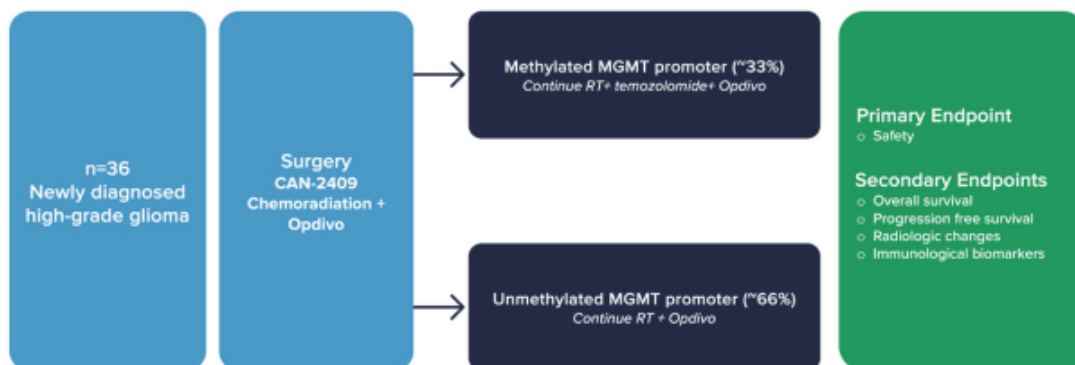 n=36
Newly diagnosed
high-grade glioma
Surgery
CAN-2409
Chemoradiation +
Opdivo
Methylated MGMT promoter (~33%)
Continue RT+ temozolomide+ Opdivo
Unmethylated MGMT promoter (~66%)
Continue RT + Opdivo
Primary Endpoint
○ Safety
Secondary Endpoints
○ Overall survival
○ Progression free survival
○ Radiologic changes
○ Immunological biomarkers